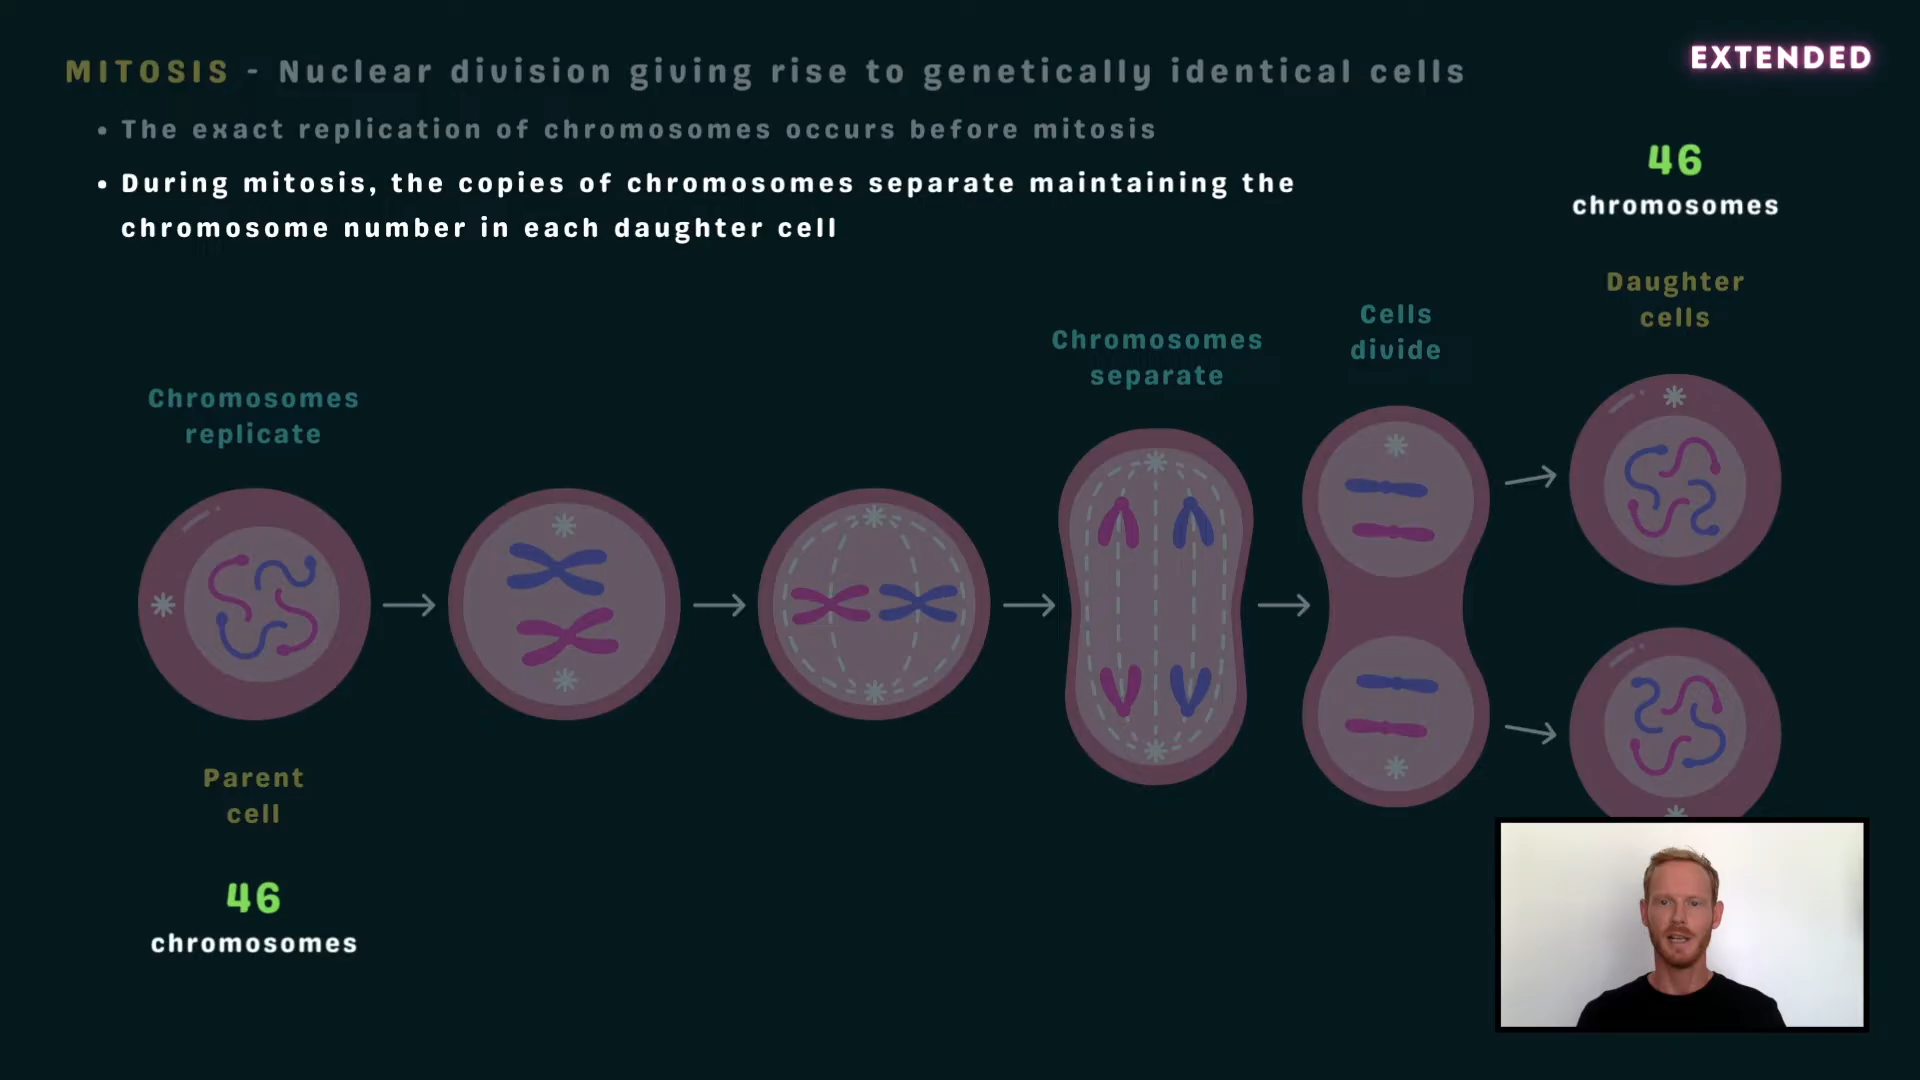 MITOSIS - Nuclear division giving rise to genetically identical cells
EXTENDED
• The exact replication of chromosomes occurs before mitosis
• During mitosis, the copies of chromosomes separate maintaining the
chromosome number in each daughter cell
46
chromosomes
Daughter
cells
Cells
divide
Chromosomes
separate
Chromosomes
replicate
Parent
cell
46
chromosomes